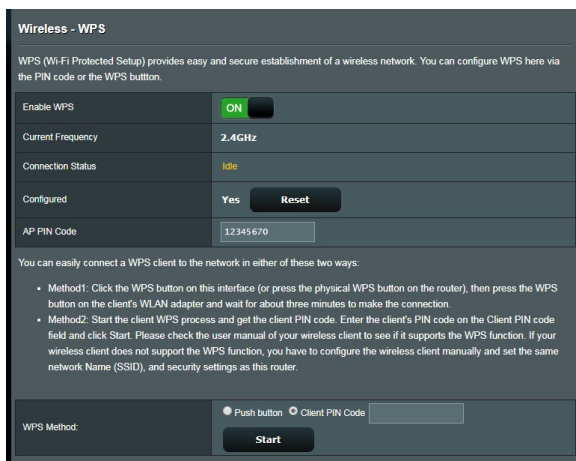 Wireless - WPS
WPS (Wi-Fi Protected Setup) provides easy and secure establishment of a wireless network. You can configure WPS here via
the PIN code or the WPS buttton.
Enable WPS ON
Current Frequency 2.4GHz
Connection Status Idle
Configured Yes Reset
AP PIN Code 12345670
You can easily connect a WPS client to the network in either of these two ways:
• Method1: Click the WPS button on this interface (or press the physical WPS button on the router), then press the WPS
button on the client's WLAN adapter and wait for about three minutes to make the connection.
• Method2: Start the client WPS process and get the client PIN code. Enter the client's PIN code on the Client PIN code
field and click Start. Please check the user manual of your wireless client to see if it supports the WPS function. If your
wireless client does not support the WPS function, you have to configure the wireless client manually and set the same
network Name (SSID), and security settings as this router.
WPS Method: Push button Client PIN Code
Start